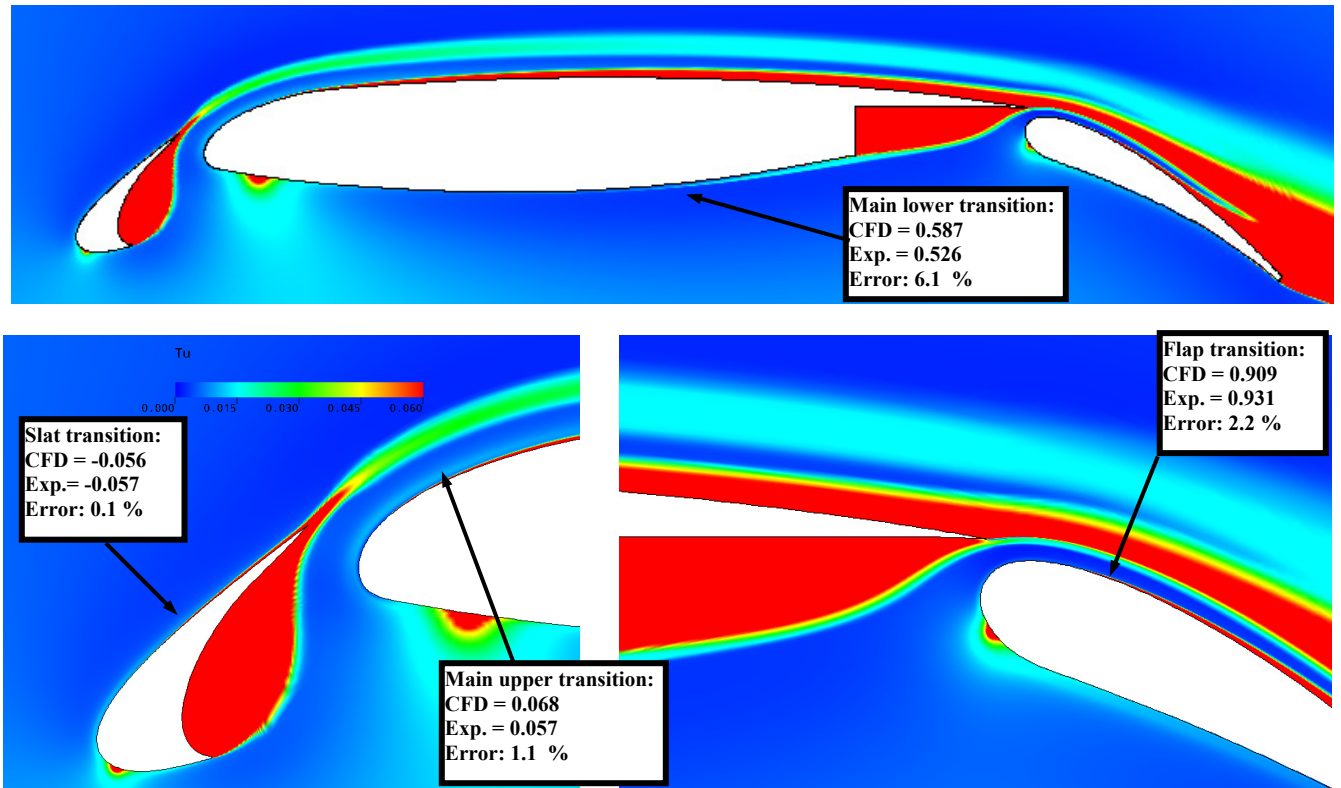 Main lower transition:
CFD = 0.587
Exp. = 0.526
Error: 6.1 %
Tu
0.000 0.015 0.030 0.045 0.060
Slat transition:
CFD = -0.056
Exp.= -0.057
Error: 0.1 %
Main upper transition:
CFD = 0.068
Exp. = 0.057
Error: 1.1 %
Flap transition:
CFD = 0.909
Exp. = 0.931
Error: 2.2 %